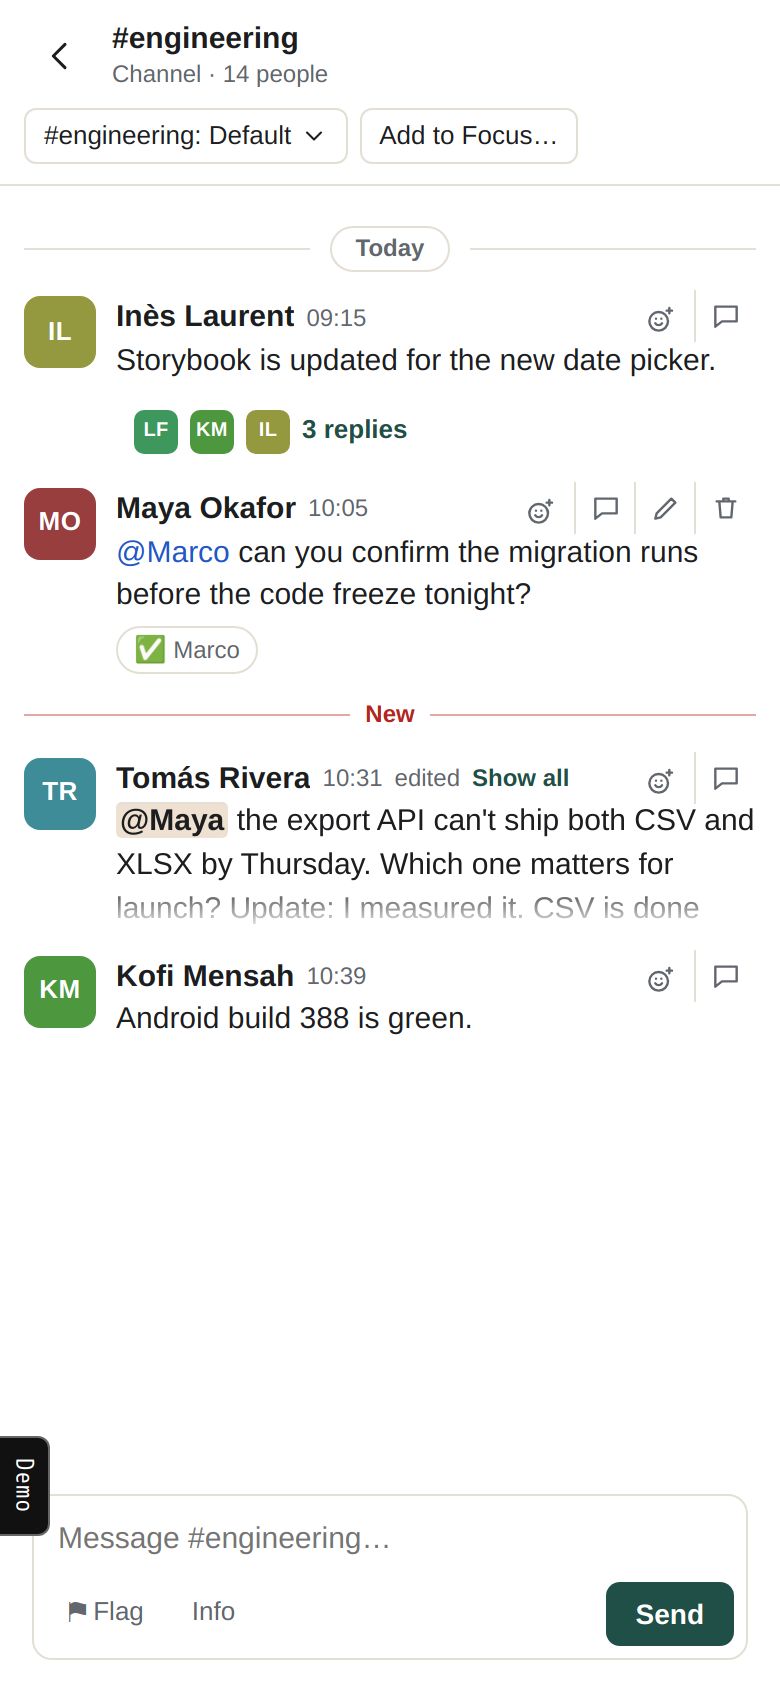 #engineering
Channel · 14 people
#engineering: Default
Add to Focus…
Today
IL
Inès Laurent 09:15
Storybook is updated for the new date picker.
LF KM IL 3 replies
MO
Maya Okafor 10:05
@Marco can you confirm the migration runs
before the code freeze tonight?
✅ Marco
New
TR
Tomás Rivera 10:31 edited Show all
@Maya the export API can't ship both CSV and
XLSX by Thursday. Which one matters for
launch? Update: I measured it. CSV is done
KM
Kofi Mensah 10:39
Android build 388 is green.
Demo
Message #engineering…
Flag Info Send